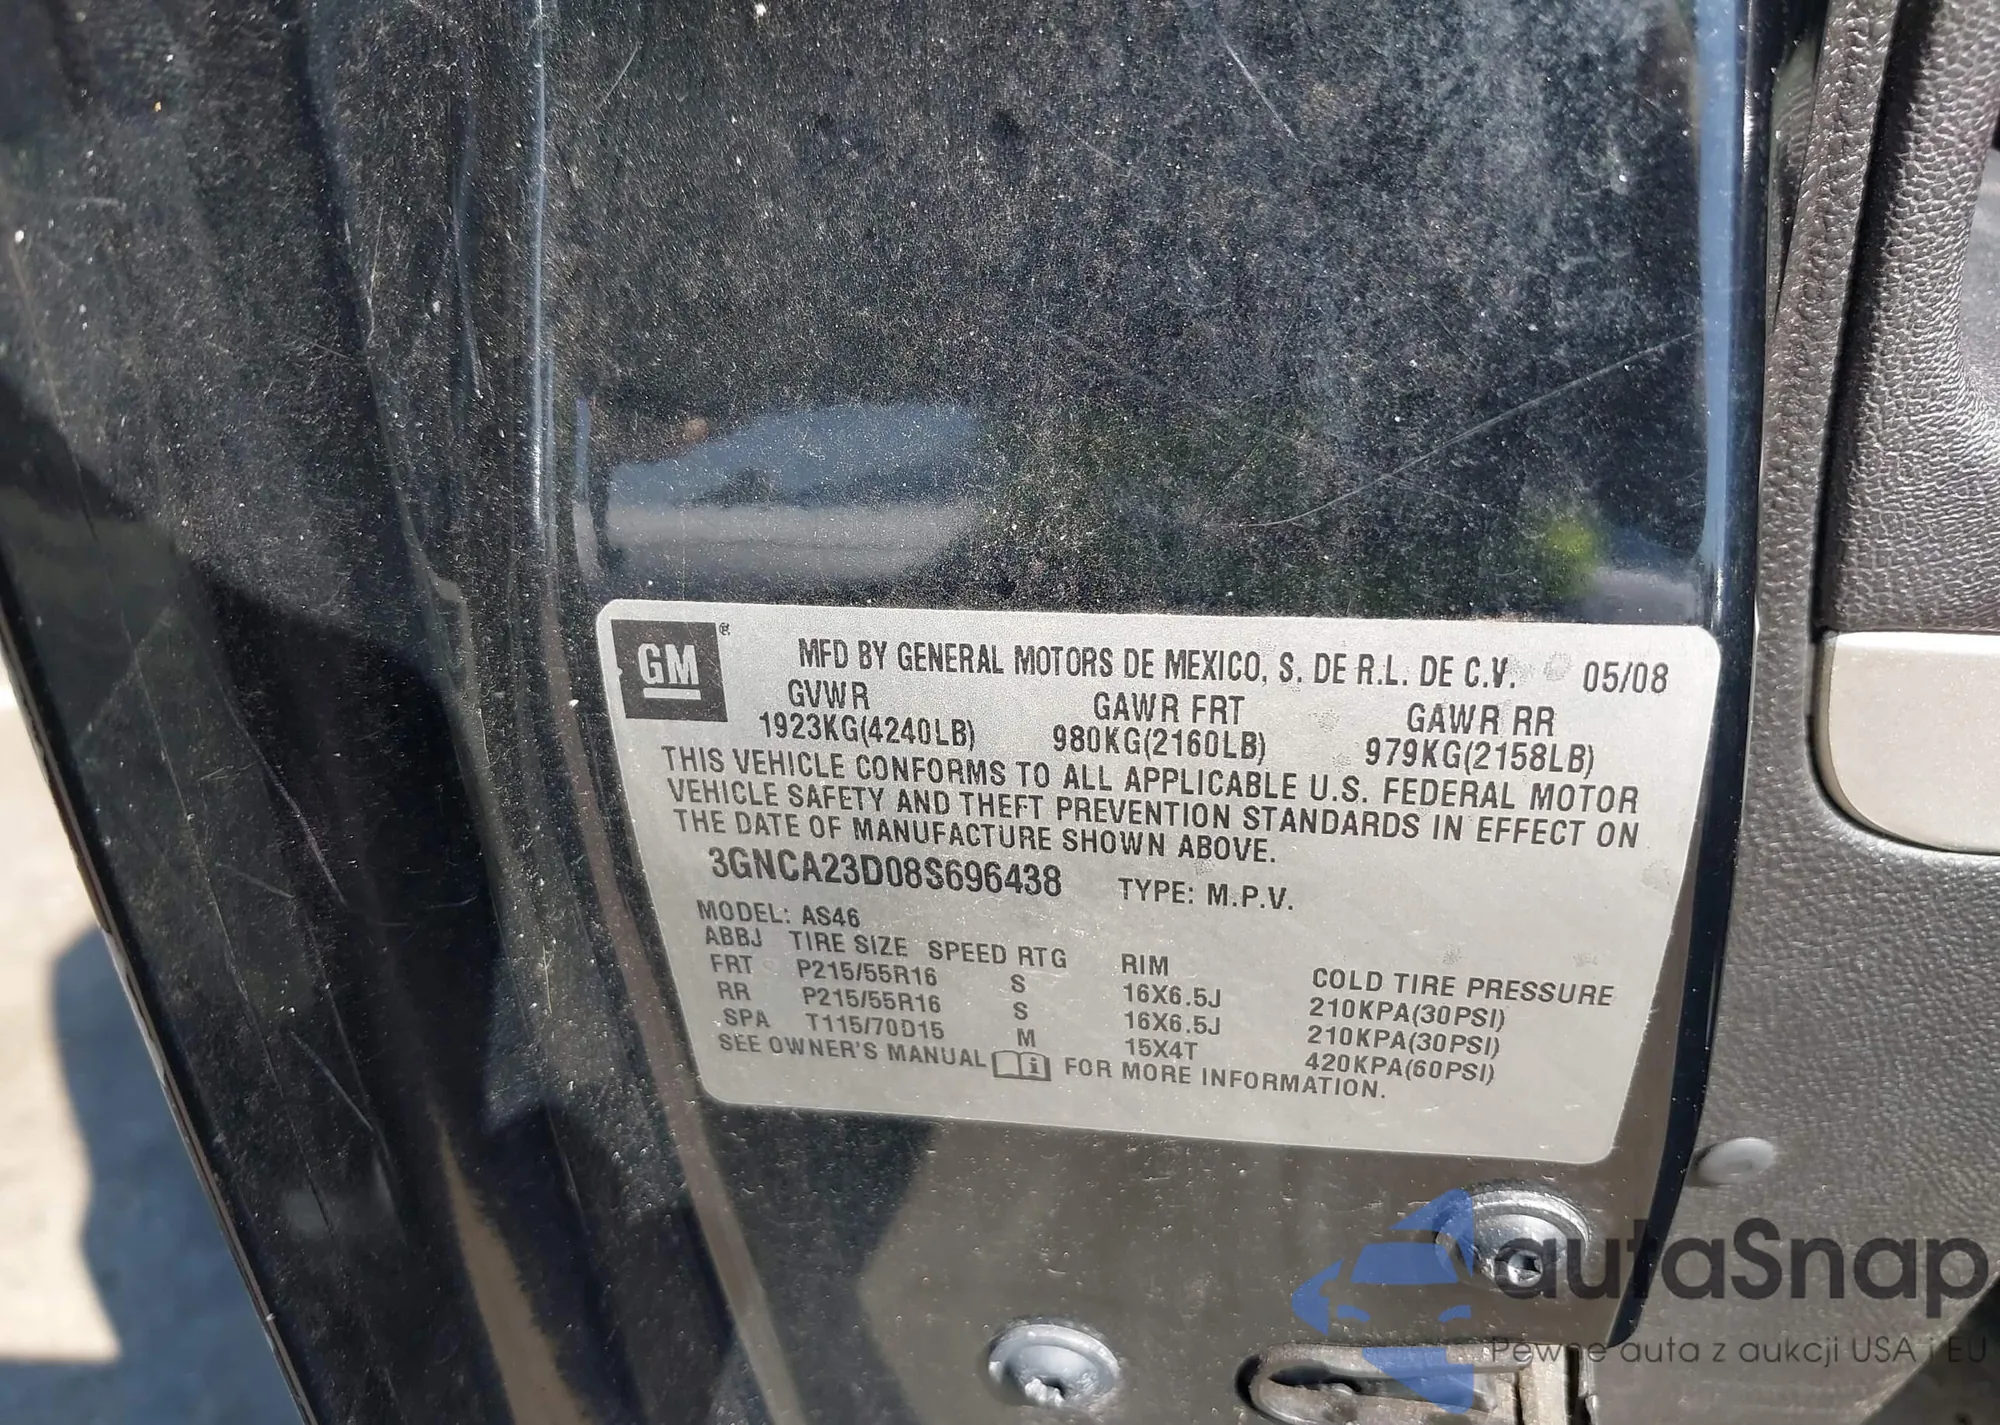 GM ®
MFD BY GENERAL MOTORS DE MEXICO, S. DE R.L. DE C.V. 05/08
GVWR GAWR FRT GAWR RR
1923KG(4240LB) 980KG(2160LB) 979KG(2158LB)
THIS VEHICLE CONFORMS TO ALL APPLICABLE U.S. FEDERAL MOTOR
VEHICLE SAFETY AND THEFT PREVENTION STANDARDS IN EFFECT ON
THE DATE OF MANUFACTURE SHOWN ABOVE.
3GNCA23D08S696438 TYPE: M.P.V.
MODEL: AS46
ABBJ TIRE SIZE SPEED RTG RIM COLD TIRE PRESSURE
FRT P215/55R16 S 16X6.5J 210KPA(30PSI)
RR P215/55R16 S 16X6.5J 210KPA(30PSI)
SPA T115/70D15 M 15X4T 420KPA(60PSI)
SEE OWNER'S MANUAL i FOR MORE INFORMATION.
autaSnap
Pewne auta z aukcji USA i EU